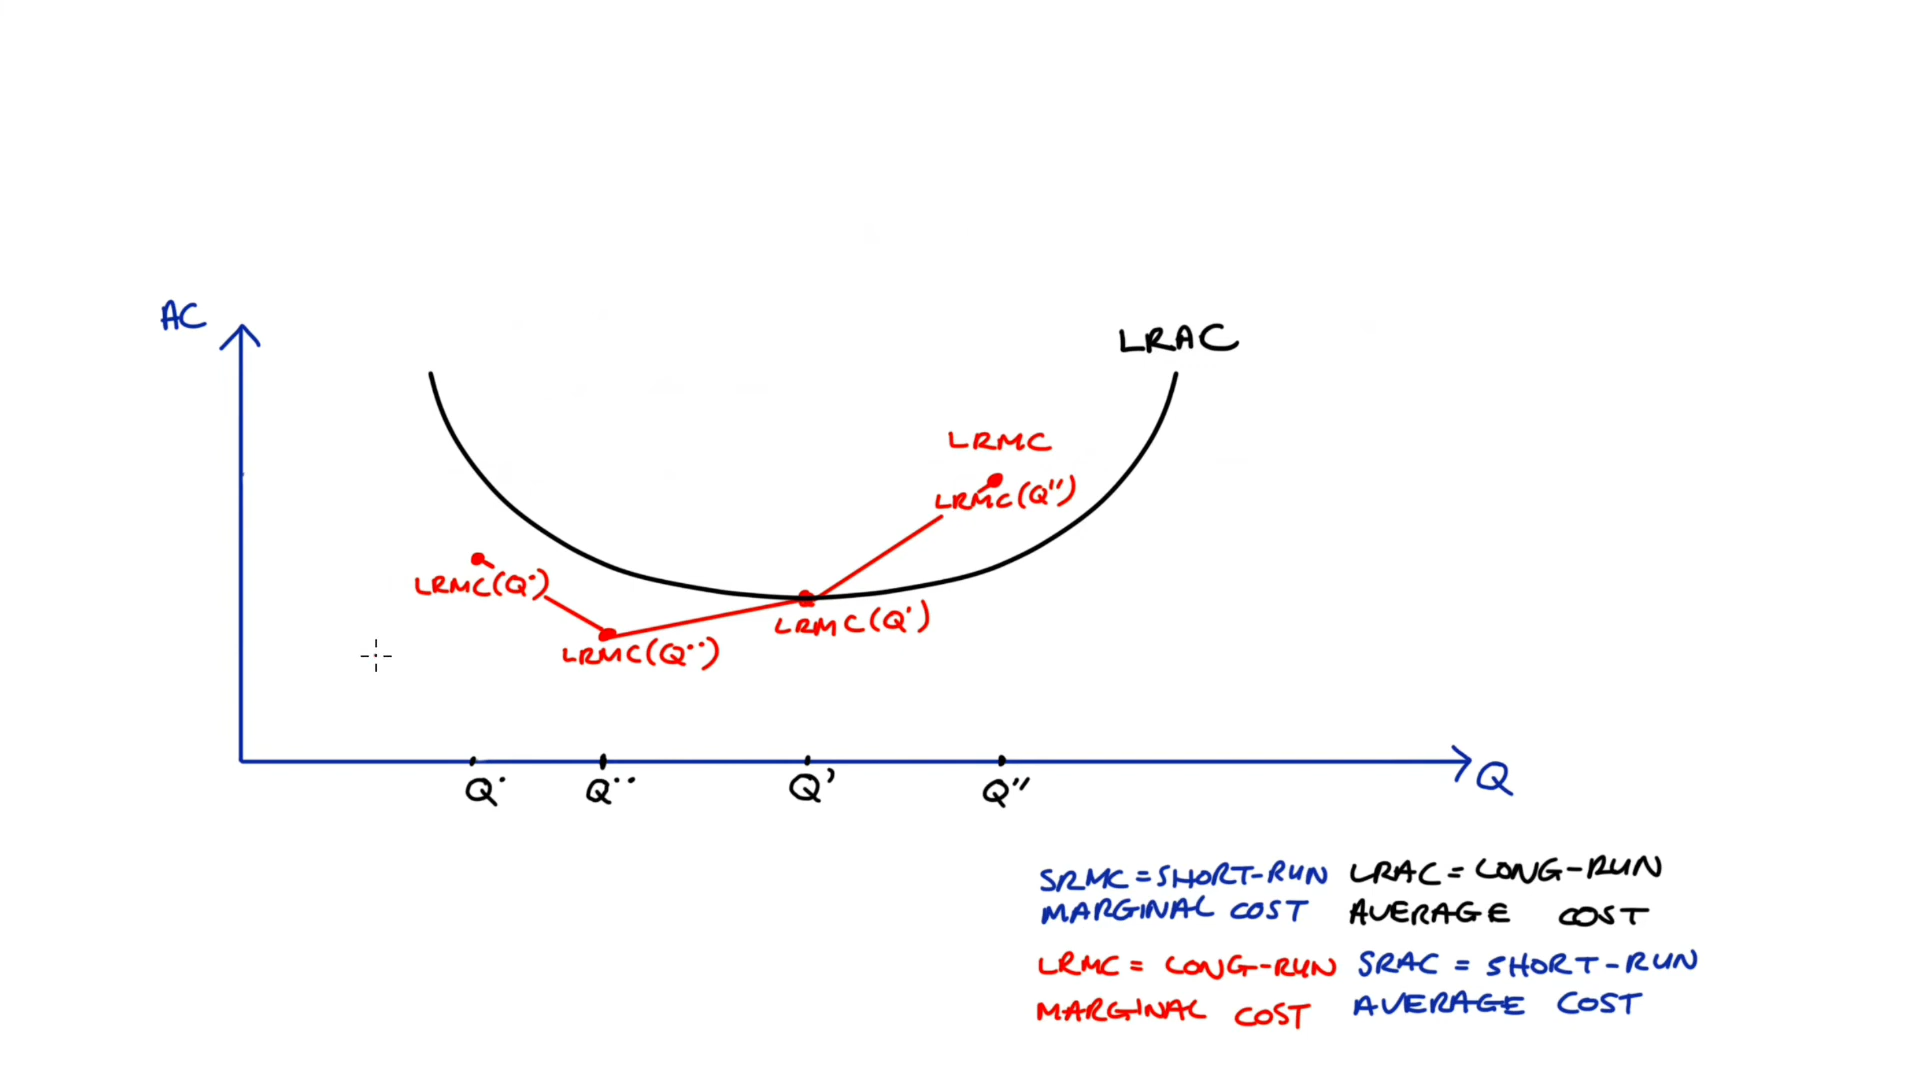 AC
LRAC
LRMC
LRMC(Q'')
LRMC(Q˙)
LRMC(Q')
LRMC(Q¨)
Q˙
Q¨
Q'
Q''
Q
SRMC = SHORT-RUN
MARGINAL COST
LRAC = LONG-RUN
AVERAGE COST
LRMC = LONG-RUN
MARGINAL COST
SRAC = SHORT-RUN
AVERAGE COST